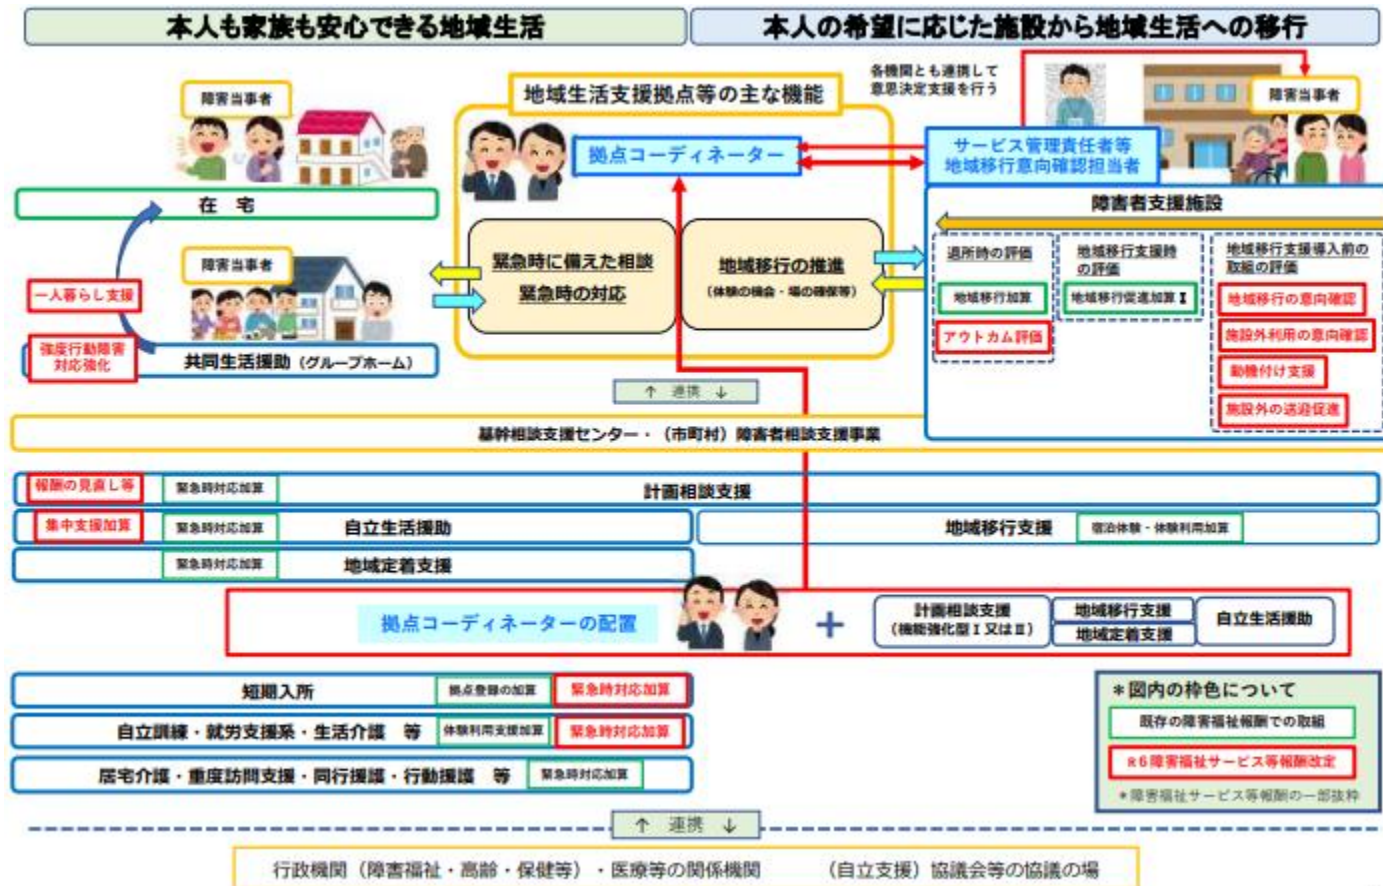 本人も家族も安心できる地域生活
本人の希望に応じた施設から地域生活への移行
障害当事者
在 宅
障害当事者
一人暮らし支援
強度行動障害
対応強化
共同生活援助（グループホーム）
地域生活支援拠点等の主な機能
拠点コーディネーター
緊急時に備えた相談
緊急時の対応
地域移行の推進
（体験の機会・場の確保等）
各機関とも連携して
意思決定支援を行う
障害当事者
サービス管理責任者等
地域移行意向確認担当者
障害者支援施設
退所時の評価
地域移行加算
アウトカム評価
地域移行支援時
の評価
地域移行促進加算Ⅱ
地域移行支援導入前の
取組の評価
地域移行の意向確認
施設外利用の意向確認
動機付け支援
施設外の送迎促進
↑ 連携 ↓
基幹相談支援センター・（市町村）障害者相談支援事業
報酬の見直し等
緊急時対応加算
計画相談支援
集中支援加算
緊急時対応加算
自立生活援助
地域移行支援
宿泊体験・体験利用加算
緊急時対応加算
地域定着支援
拠点コーディネーターの配置
＋
計画相談支援
（機能強化型Ⅰ又はⅡ）
地域移行支援
地域定着支援
自立生活援助
短期入所
拠点登録の加算
緊急時対応加算
自立訓練・就労支援系・生活介護 等
体験利用支援加算
緊急時対応加算
居宅介護・重度訪問支援・同行援護・行動援護 等
緊急時対応加算
＊図内の枠色について
既存の障害福祉報酬での取組
R6障害福祉サービス等報酬改定
＊障害福祉サービス等報酬の一部抜粋
↑ 連携 ↓
行政機関（障害福祉・高齢・保健等）・医療等の関係機関
（自立支援）協議会等の協議の場